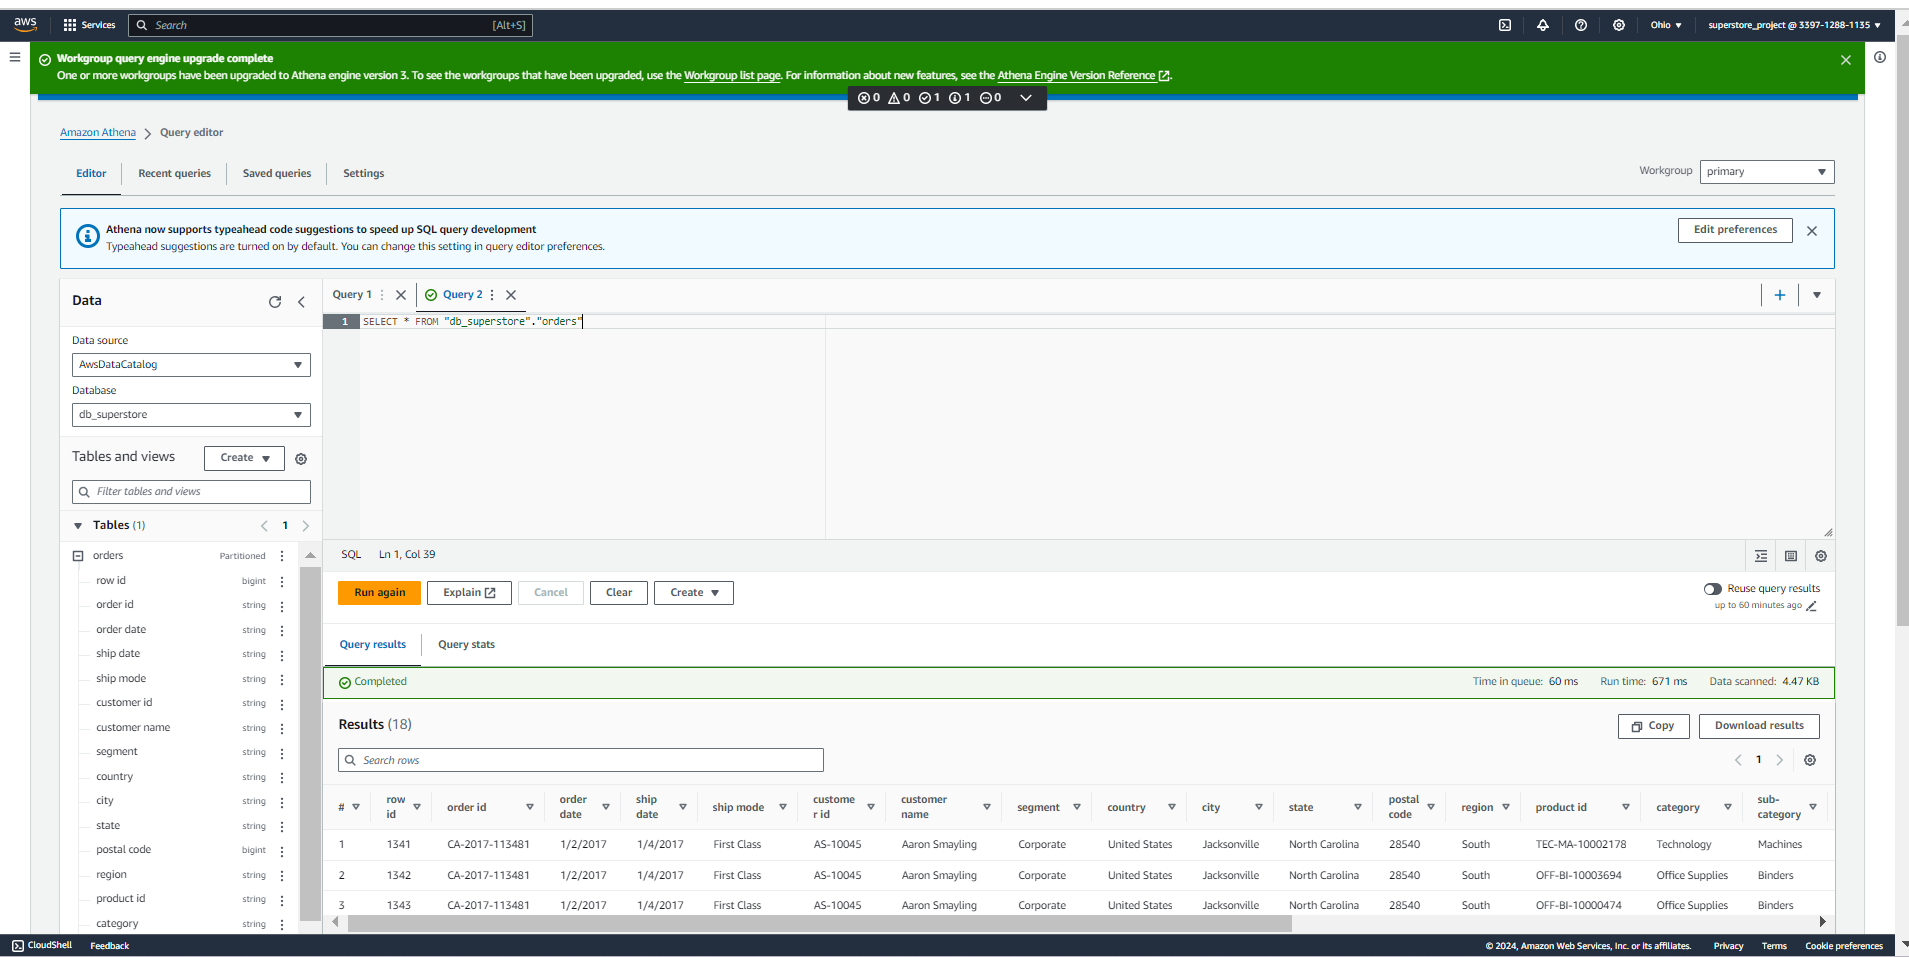 aws Services Search [Alt+S] Ohio superstore_project @ 3397-1288-1135
Workgroup query engine upgrade complete
One or more workgroups have been upgraded to Athena engine version 3. To see the workgroups that have been upgraded, use the Workgroup list page. For information about new features, see the Athena Engine Version Reference.
0 0 1 1 0
Amazon Athena Query editor
Editor Recent queries Saved queries Settings
Workgroup primary
Athena now supports typeahead code suggestions to speed up SQL query development
Typeahead suggestions are turned on by default. You can change this setting in query editor preferences.
Edit preferences
Data
Data source
AwsDataCatalog
Database
db_superstore
Tables and views Create
Filter tables and views
Tables (1) 1
orders Partitioned
row id bigint
order id string
order date string
ship date string
ship mode string
customer id string
customer name string
segment string
country string
city string
state string
postal code bigint
region string
product id string
category string
Query 1 Query 2
1 SELECT * FROM "db_superstore"."orders"
SQL Ln 1, Col 39
Run again Explain Cancel Clear Create
Reuse query results
up to 60 minutes ago
Query results Query stats
Completed Time in queue: 60 ms Run time: 671 ms Data scanned: 4.47 KB
Results (18) Copy Download results
Search rows 1
# row id order id order date ship date ship mode customer id customer name segment country city state postal code region product id category sub-category
1 1341 CA-2017-113481 1/2/2017 1/4/2017 First Class AS-10045 Aaron Smayling Corporate United States Jacksonville North Carolina 28540 South TEC-MA-10002178 Technology Machines
2 1342 CA-2017-113481 1/2/2017 1/4/2017 First Class AS-10045 Aaron Smayling Corporate United States Jacksonville North Carolina 28540 South OFF-BI-10003694 Office Supplies Binders
3 1343 CA-2017-113481 1/2/2017 1/4/2017 First Class AS-10045 Aaron Smayling Corporate United States Jacksonville North Carolina 28540 South OFF-BI-10000474 Office Supplies Binders
CloudShell Feedback © 2024, Amazon Web Services, Inc. or its affiliates. Privacy Terms Cookie preferences